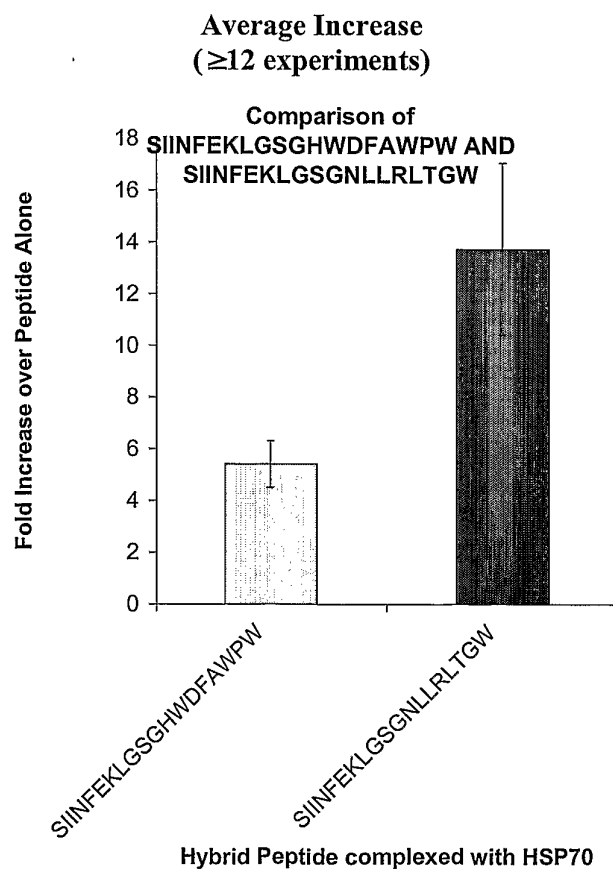 Average Increase
(≥12 experiments)
Comparison of
SIINFEKLGSGHWDFAWPW AND
SIINFEKLGSGNLLRLTGW
18
16
14
12
10
8
6
4
2
0
Fold Increase over Peptide Alone
SIINFEKLGSGHWDFAWPW
SIINFEKLGSGNLLRLTGW
Hybrid Peptide complexed with HSP70